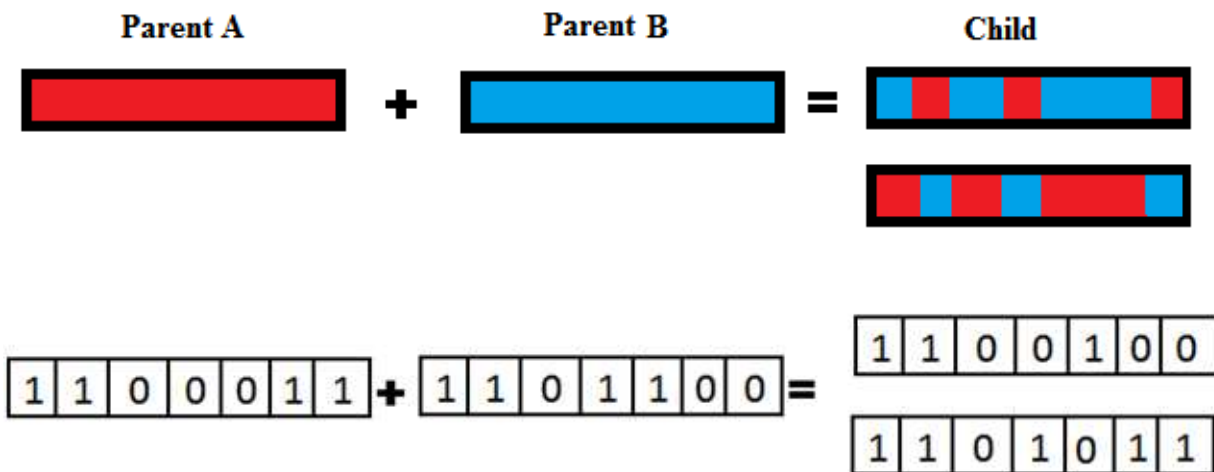 Parent A Parent B Child
+ =
1 1 0 0 1 0 0
1 1 0 0 0 1 1 + 1 1 0 1 1 0 0 =
1 1 0 1 0 1 1